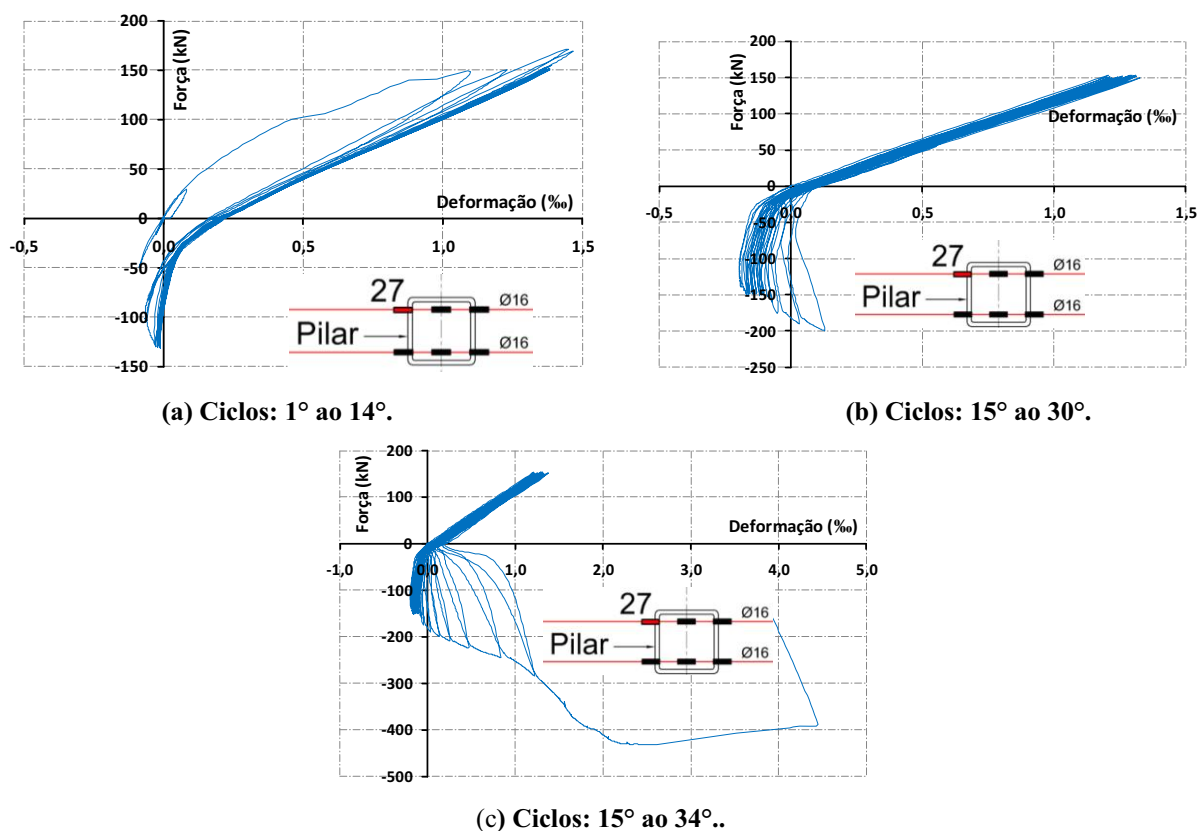 200
150
100
50
0
-50
-100
-150
-0,5
0,0
0,5
1,0
1,5
Força (kN)
Deformação (‰)
27
Ø16
Pilar
Ø16
(a) Ciclos: 1° ao 14°.
200
150
100
50
0
-50
-100
-150
-200
-250
-0,5
0,0
0,5
1,0
1,5
Força (kN)
Deformação (‰)
27
Ø16
Pilar
Ø16
(b) Ciclos: 15° ao 30°.
200
100
0
-100
-200
-300
-400
-500
-1,0
0,0
1,0
2,0
3,0
4,0
5,0
Força (kN)
Deformação (‰)
27
Ø16
Pilar
Ø16
(c) Ciclos: 15° ao 34°..